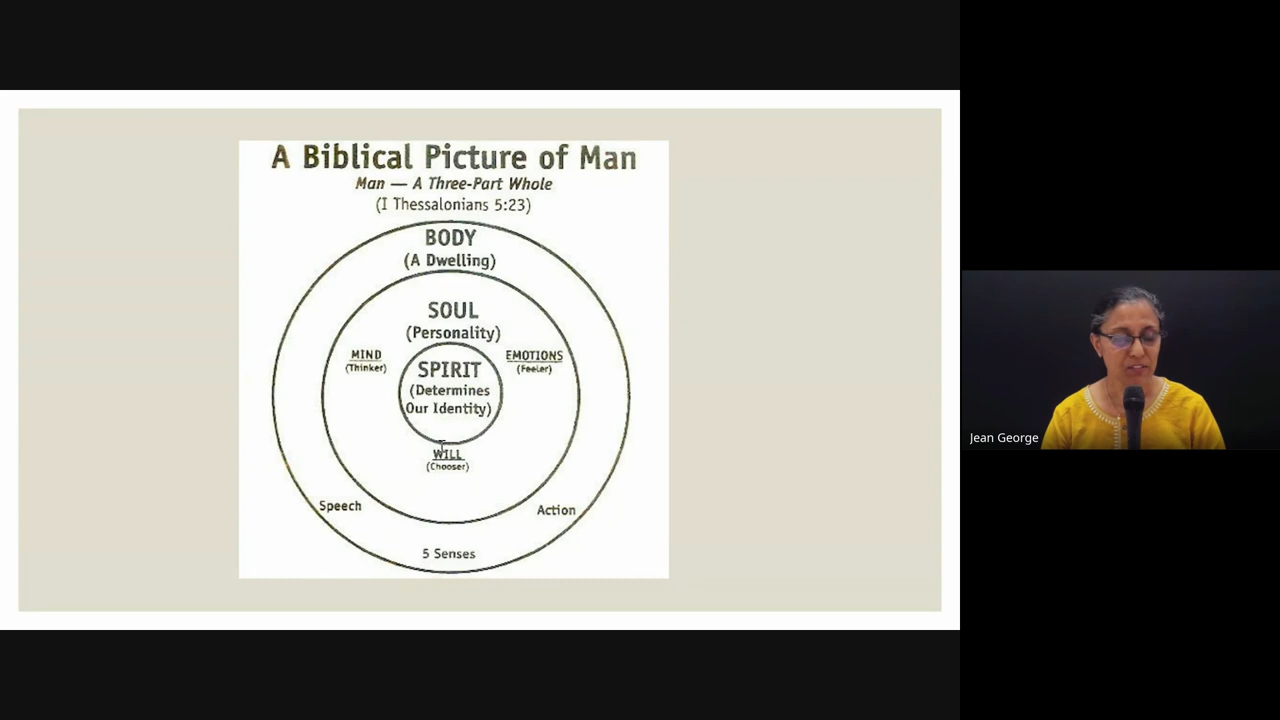 A Biblical Picture of Man
Man — A Three-Part Whole
(I Thessalonians 5:23)
BODY
(A Dwelling)
SOUL
(Personality)
MIND
(Thinker)
EMOTIONS
(Feeler)
SPIRIT
(Determines
Our Identity)
WILL
(Chooser)
Speech
Action
5 Senses
Jean George